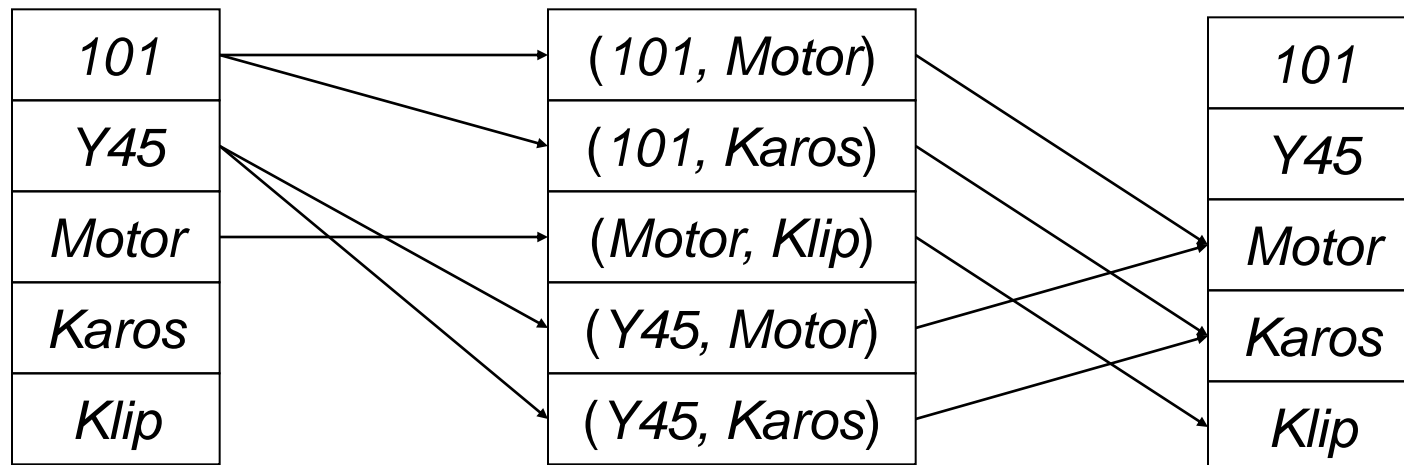 101
Y45
Motor
Karos
Klip
(101, Motor)
(101, Karos)
(Motor, Klip)
(Y45, Motor)
(Y45, Karos)
101
Y45
Motor
Karos
Klip